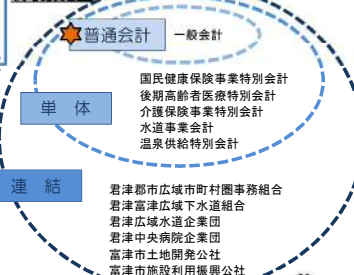 普通会計 一般会計
国民健康保険事業特別会計
後期高齢者医療特別会計
介護保険事業特別会計
単 体
水道事業会計
温泉供給特別会計
連 結
君津郡市広域市町村圏事務組合
君津富津広域下水道組合
君津広域水道企業団
君津中央病院企業団
富津市土地開発公社
富津市施設利用振興公社